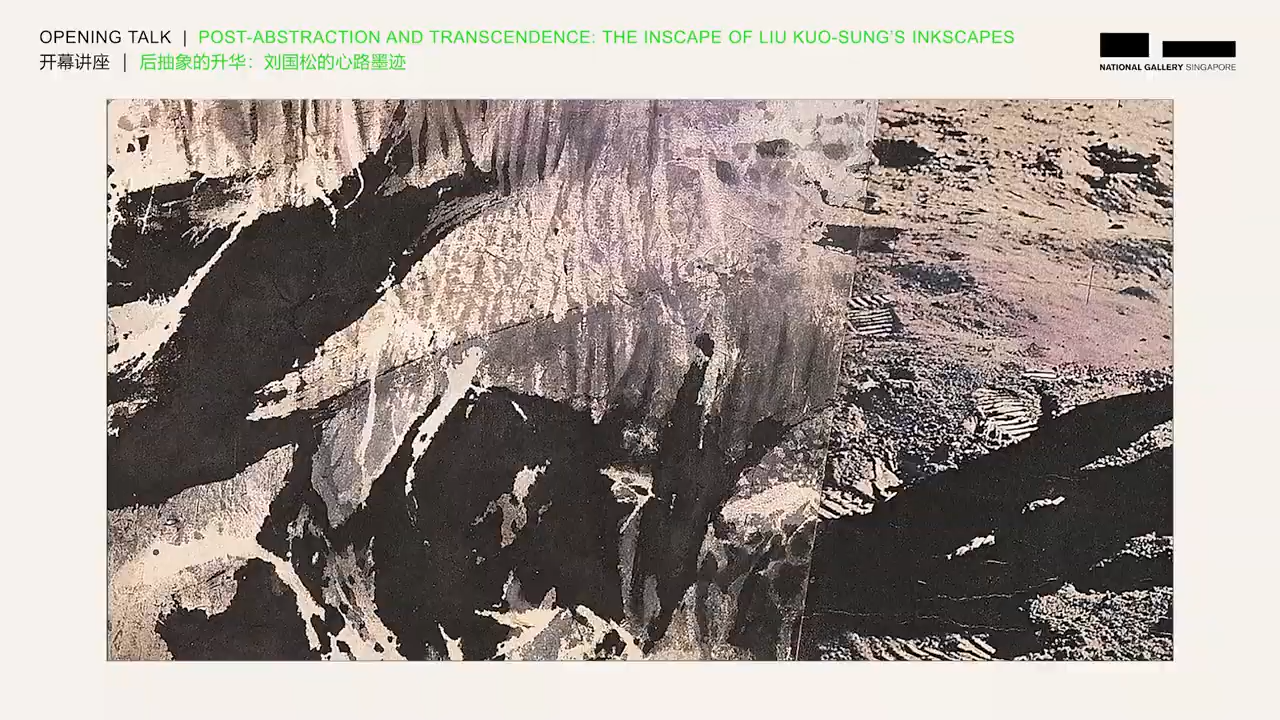 OPENING TALK | POST-ABSTRACTION AND TRANSCENDENCE: THE INSCAPE OF LIU KUO-SUNG'S INKSCAPES
开幕讲座 | 后抽象的升华：刘国松的心路墨迹
NATIONAL GALLERY SINGAPORE